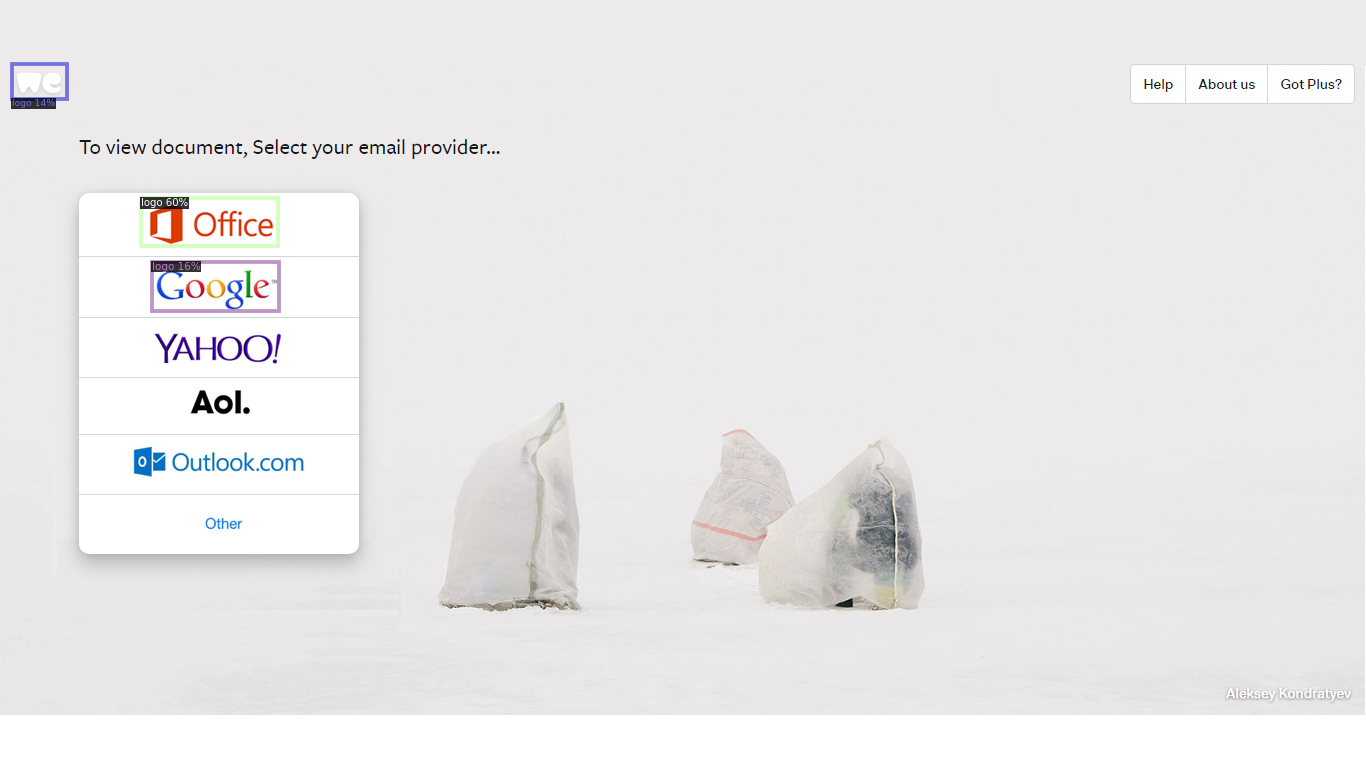 we
logo 14%
Help
About us
Got Plus?
To view document, Select your email provider...
logo 60%
Office
logo 16%
Google™
YAHOO!
Aol.
Outlook.com
Other
Aleksey Kondratyev